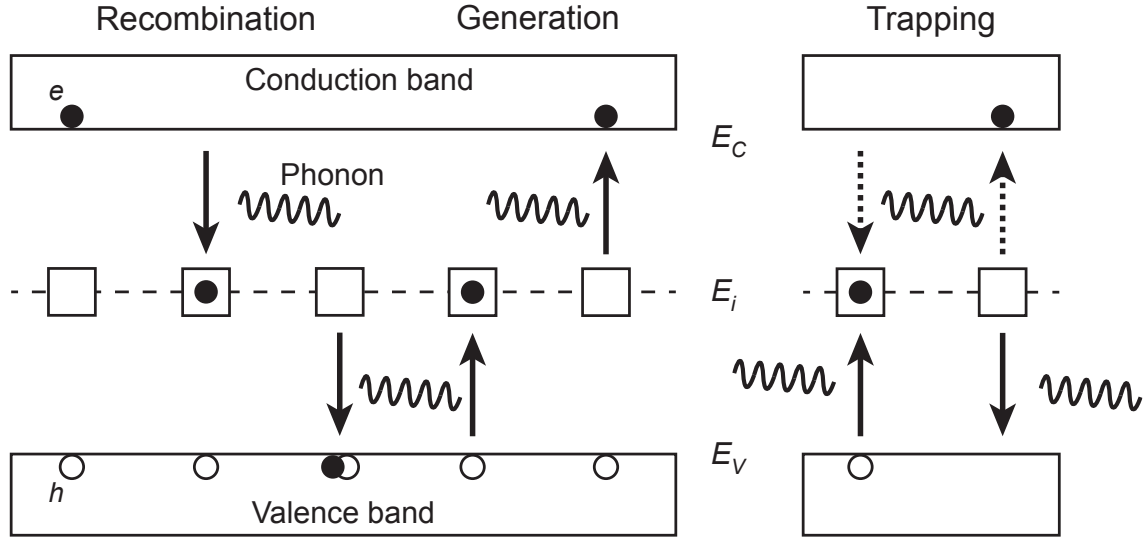 Recombination
Generation
Trapping
Conduction band
e
E_C
Phonon
E_i
E_V
h
Valence band